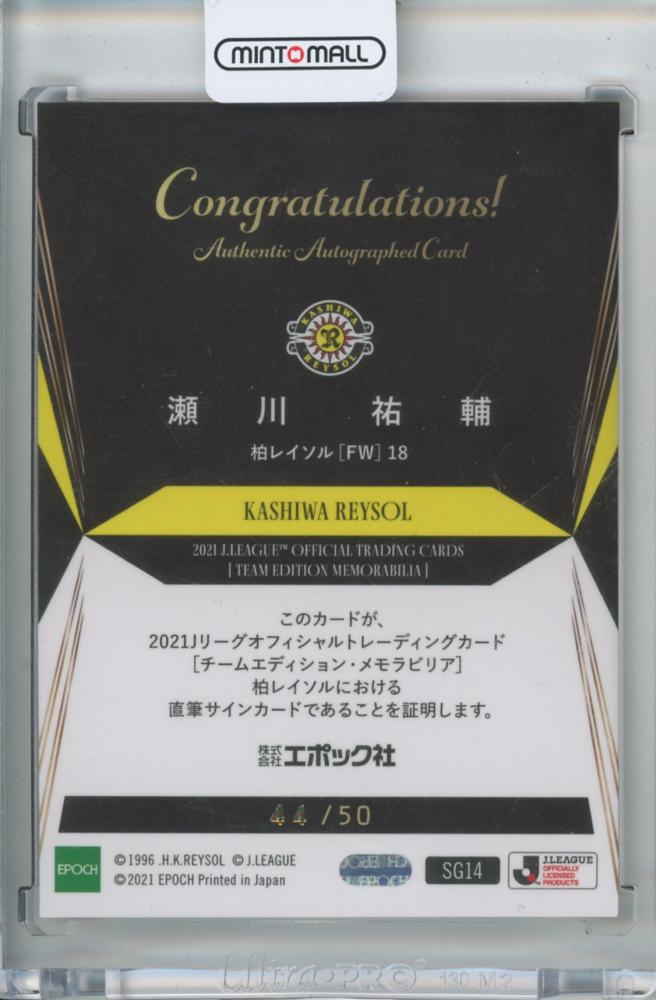 MINTOMALL
Congratulations!
Authentic Autographed Card
KASHIWA
R
REYSOL
瀬川 祐輔
柏レイソル[FW] 18
KASHIWA REYSOL
2021 J.LEAGUE™ OFFICIAL TRADING CARDS
[ TEAM EDITION MEMORABILIA ]
このカードが、
2021Jリーグオフィシャルトレーディングカード
[チームエディション・メモラビリア]
柏レイソルにおける
直筆サインカードであることを証明します。
株式会社エポック社
44/50
EPOCH
©1996 .H.K.REYSOL ©J.LEAGUE
©2021 EPOCH Printed in Japan
SG14
J.LEAGUE
OFFICIALLY
LICENSED
PRODUCTS
Ultra•PRO® 130 M2